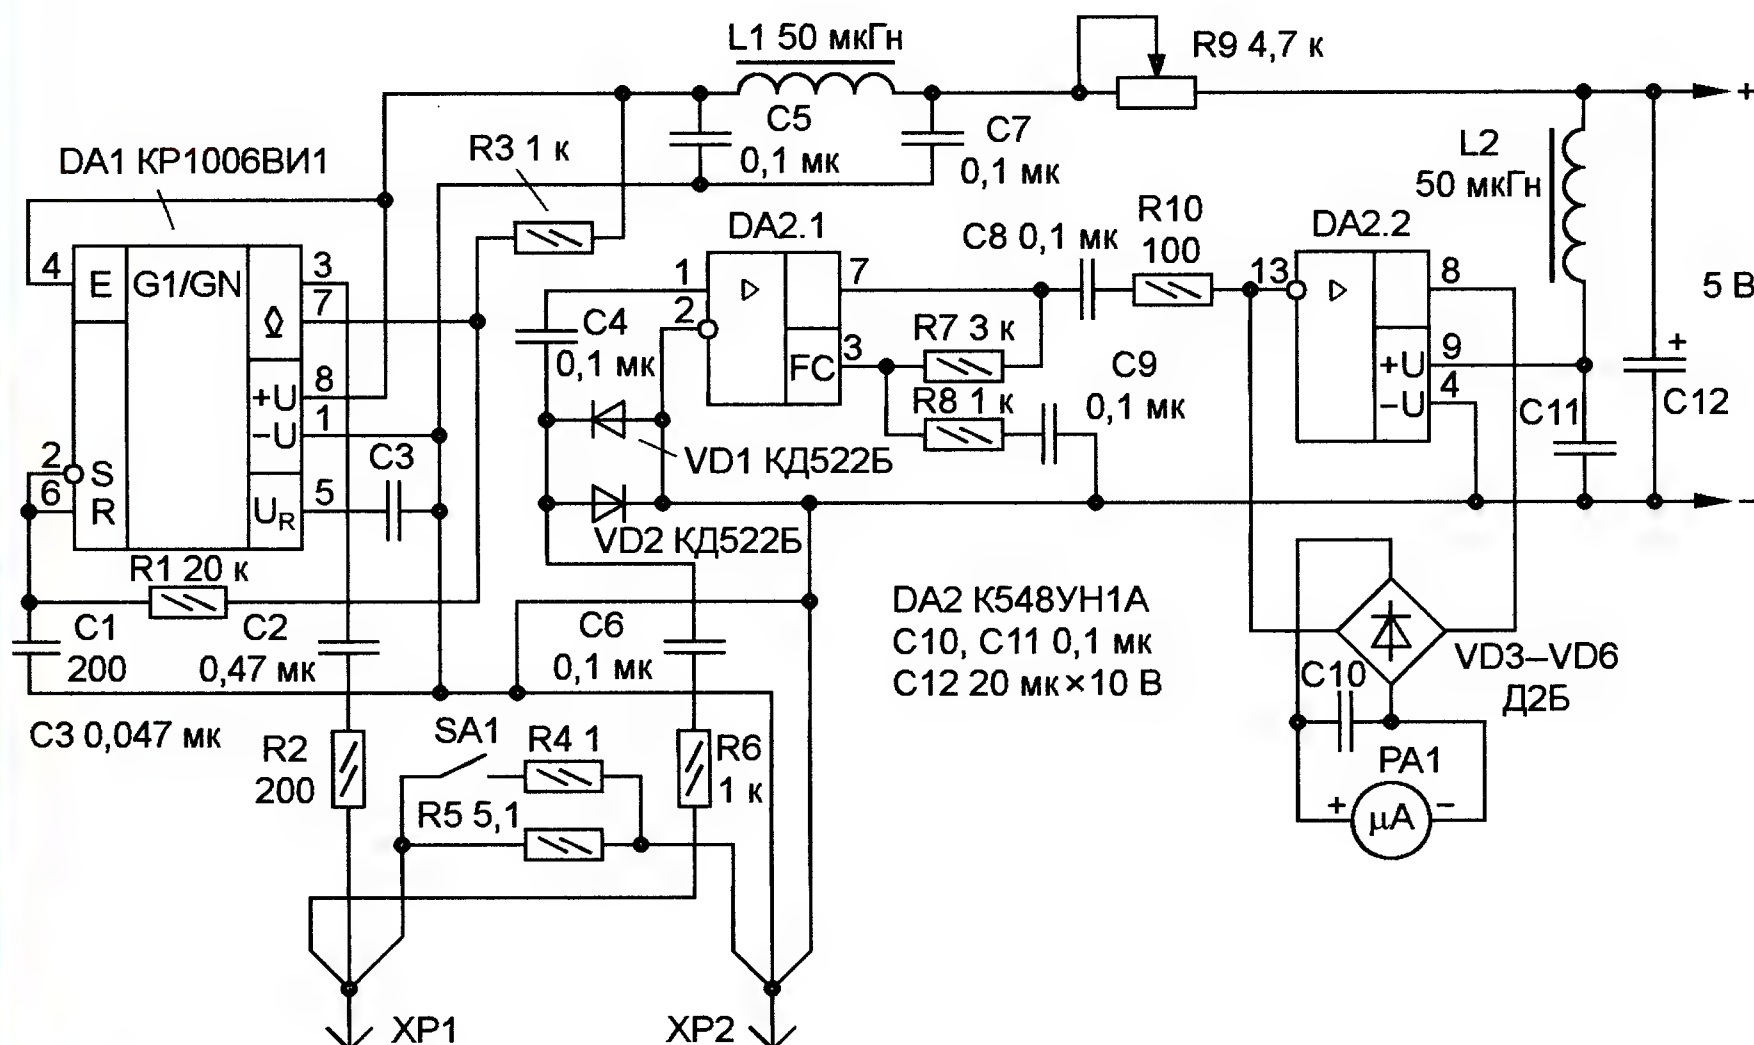 L1 50 мкГн
R9 4,7 к
+
C5
0,1 мк
C7
0,1 мк
R3 1 к
DA1 КР1006ВИ1
L2
50 мкГн
DA2.1
C8 0,1 мк
R10
100
DA2.2
4
E
G1/GN
3
7
8
+U
1
-U
2
S
6
R
5
U_R
C3
1
2
7
3
FC
C4
0,1 мк
R7 3 к
R8 1 к
C9
0,1 мк
13
8
9
+U
4
-U
5 В
+
C12
C11
VD1 КД522Б
VD2 КД522Б
−
R1 20 к
C1
200
C2
0,47 мк
C6
0,1 мк
DA2 К548УН1А
C10, C11 0,1 мк
C12 20 мк×10 В
VD3–VD6
Д2Б
C10
C3 0,047 мк
R2
200
SA1
R4 1
R5 5,1
R6
1 к
PA1
+
μA
−
XP1
XP2